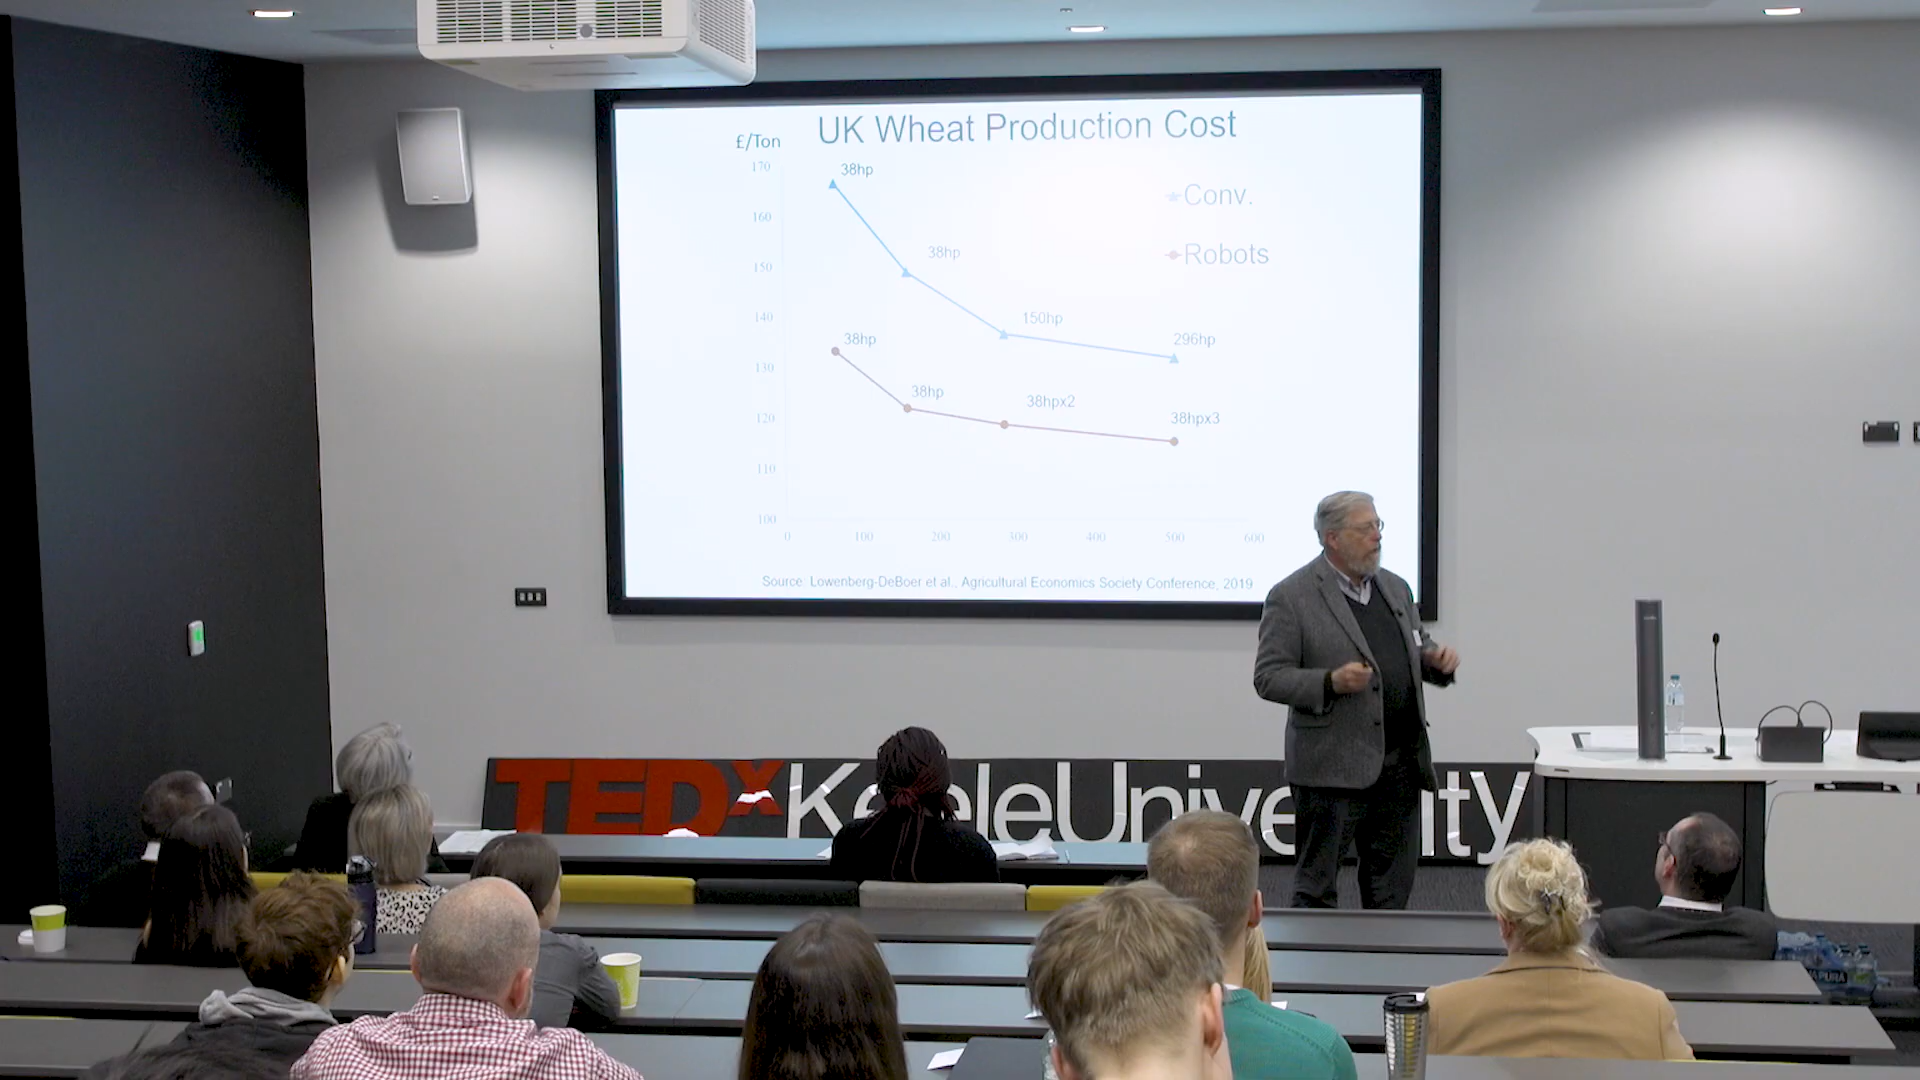 UK Wheat Production Cost
£/Ton
170
160
150
140
130
120
110
100
0 100 200 300 400 500 600
38hp
38hp
150hp
296hp
38hp
38hp
38hpx2
38hpx3
Conv.
Robots
Source: Lowenberg-DeBoer et al., Agricultural Economics Society Conference, 2019
TEDx